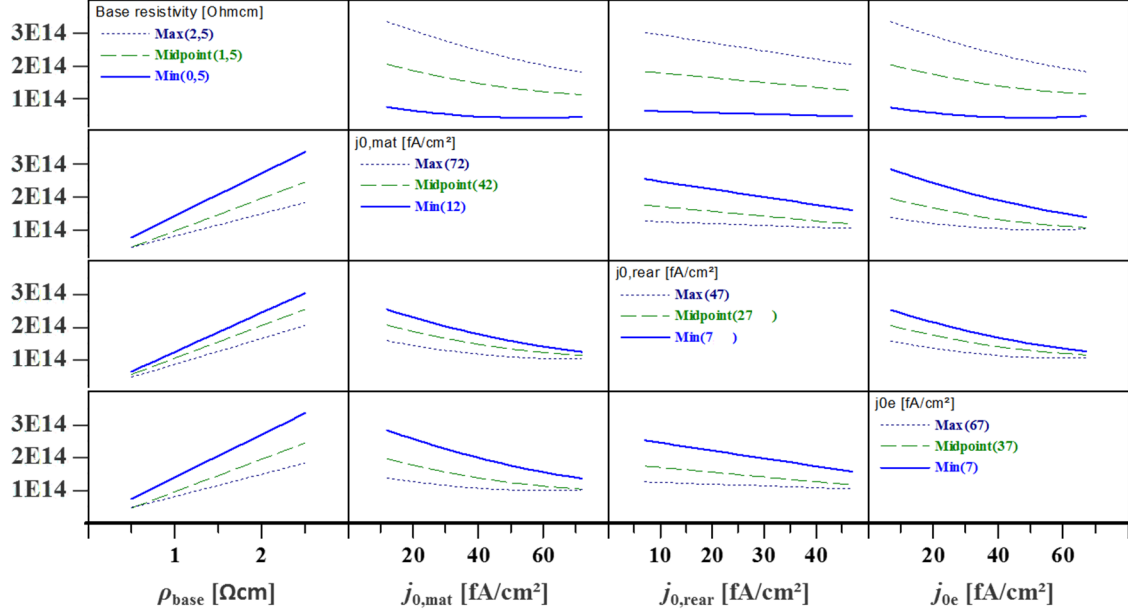 Base resistivity [Ohmcm]
Max(2,5)
Midpoint(1,5)
Min(0,5)
3E14
2E14
1E14
j0,mat [fA/cm²]
Max(72)
Midpoint(42)
Min(12)
3E14
2E14
1E14
j0,rear [fA/cm²]
Max(47)
Midpoint(27 )
Min(7 )
3E14
2E14
1E14
j0e [fA/cm²]
Max(67)
Midpoint(37)
Min(7)
3E14
2E14
1E14
1 2 20 40 60 10 20 30 40 20 40 60
ρbase [Ωcm] j0,mat [fA/cm²] j0,rear [fA/cm²] j0e [fA/cm²]